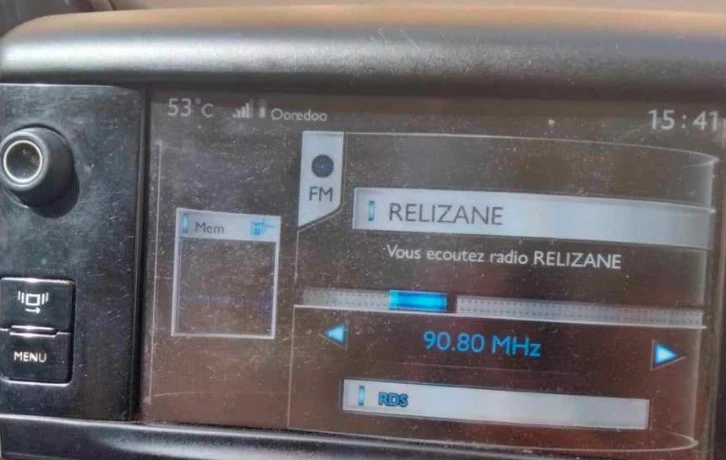 53°C Ooredoo 15:41
FM
RELIZANE
Mem
Vous ecoutez radio RELIZANE
90.80 MHz
MENU
RDS